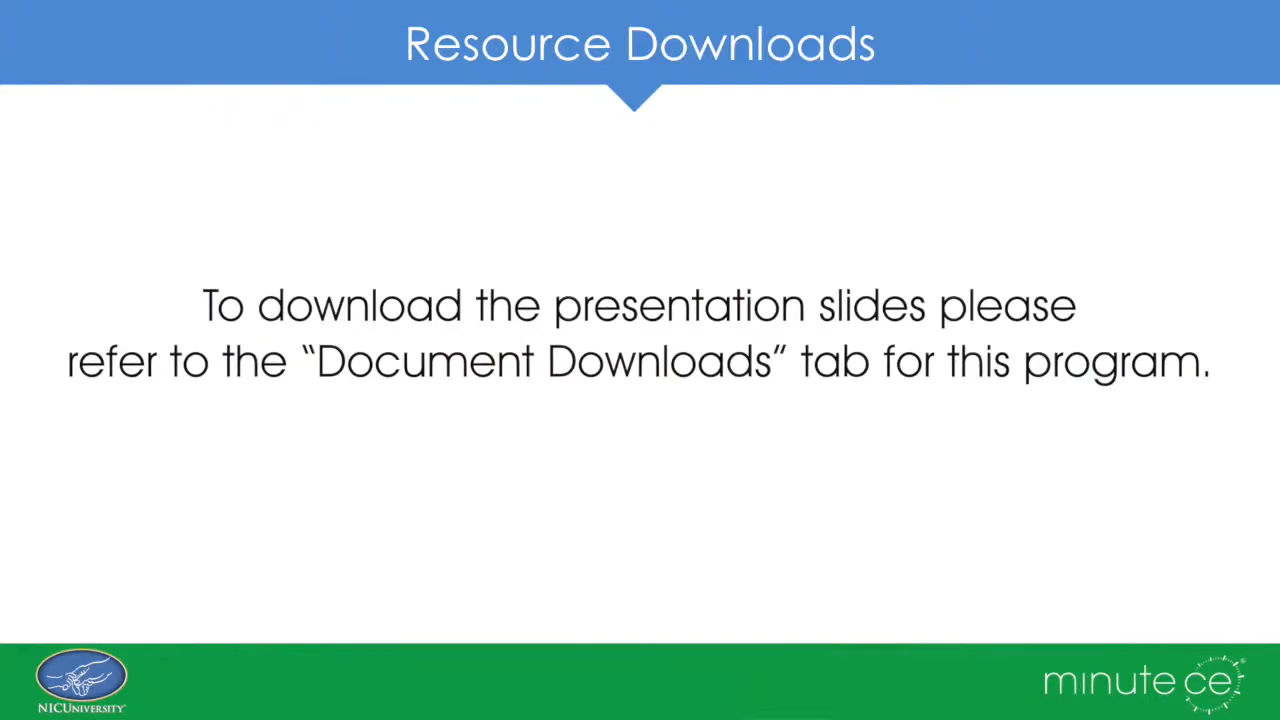 Resource Downloads
To download the presentation slides please
refer to the “Document Downloads” tab for this program.
NICUNIVERSITY®
minute ce®